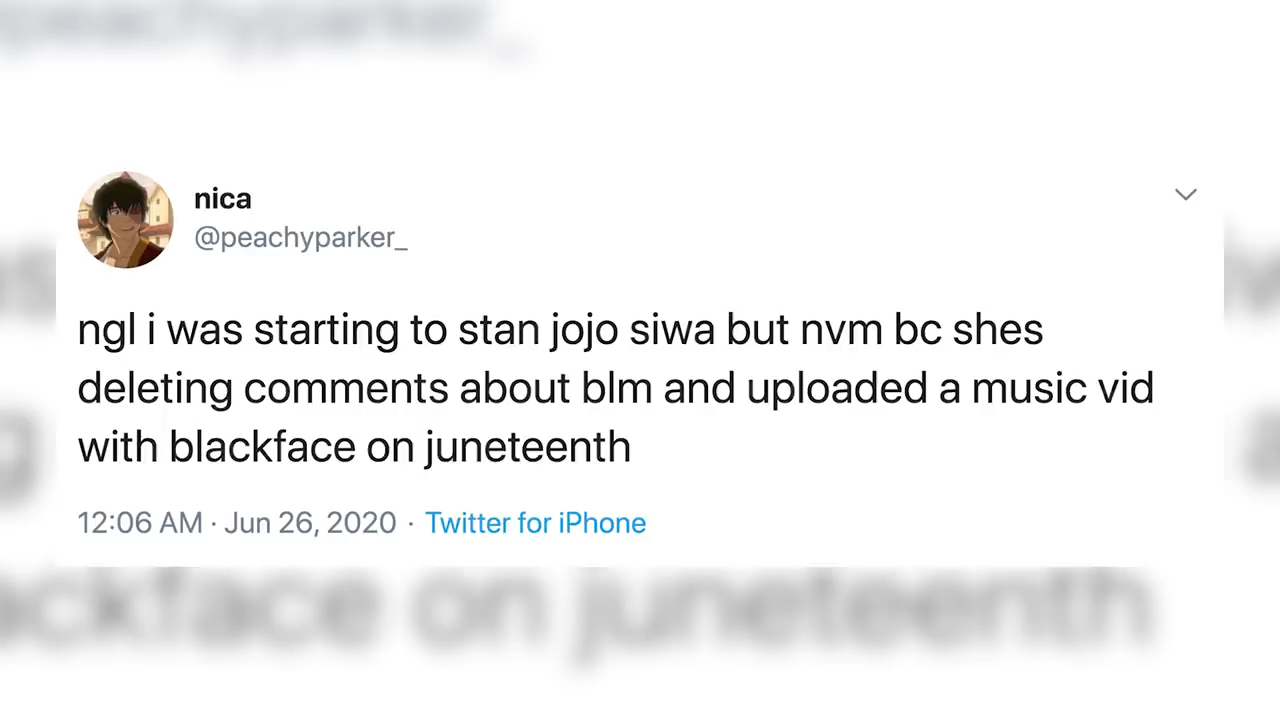 nica
@peachyparker_
ngl i was starting to stan jojo siwa but nvm bc shes
deleting comments about blm and uploaded a music vid
with blackface on juneteenth
12:06 AM · Jun 26, 2020 · Twitter for iPhone